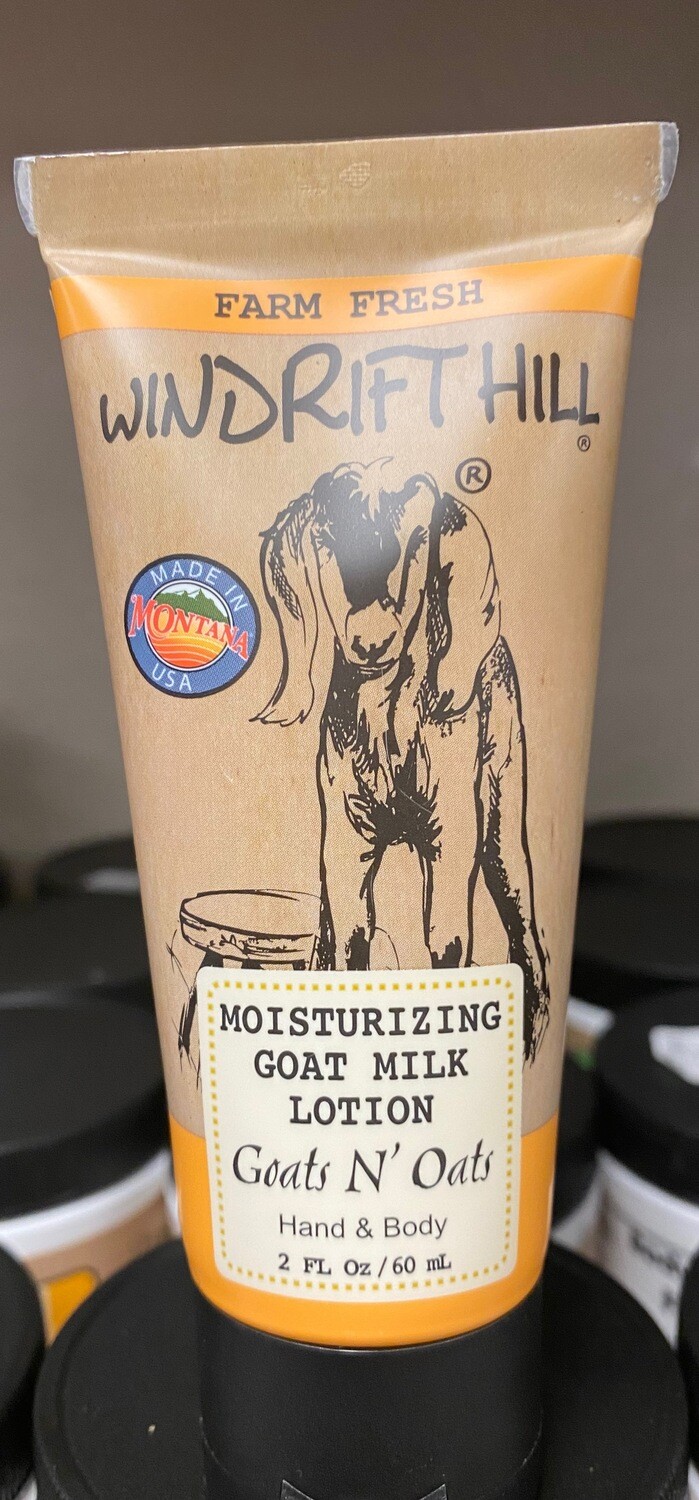 FARM FRESH
WINDRIFT HILL
®
®
MADE IN
MONTANA
USA
MOISTURIZING
GOAT MILK
LOTION
Goats N' Oats
Hand & Body
2 FL Oz / 60 mL